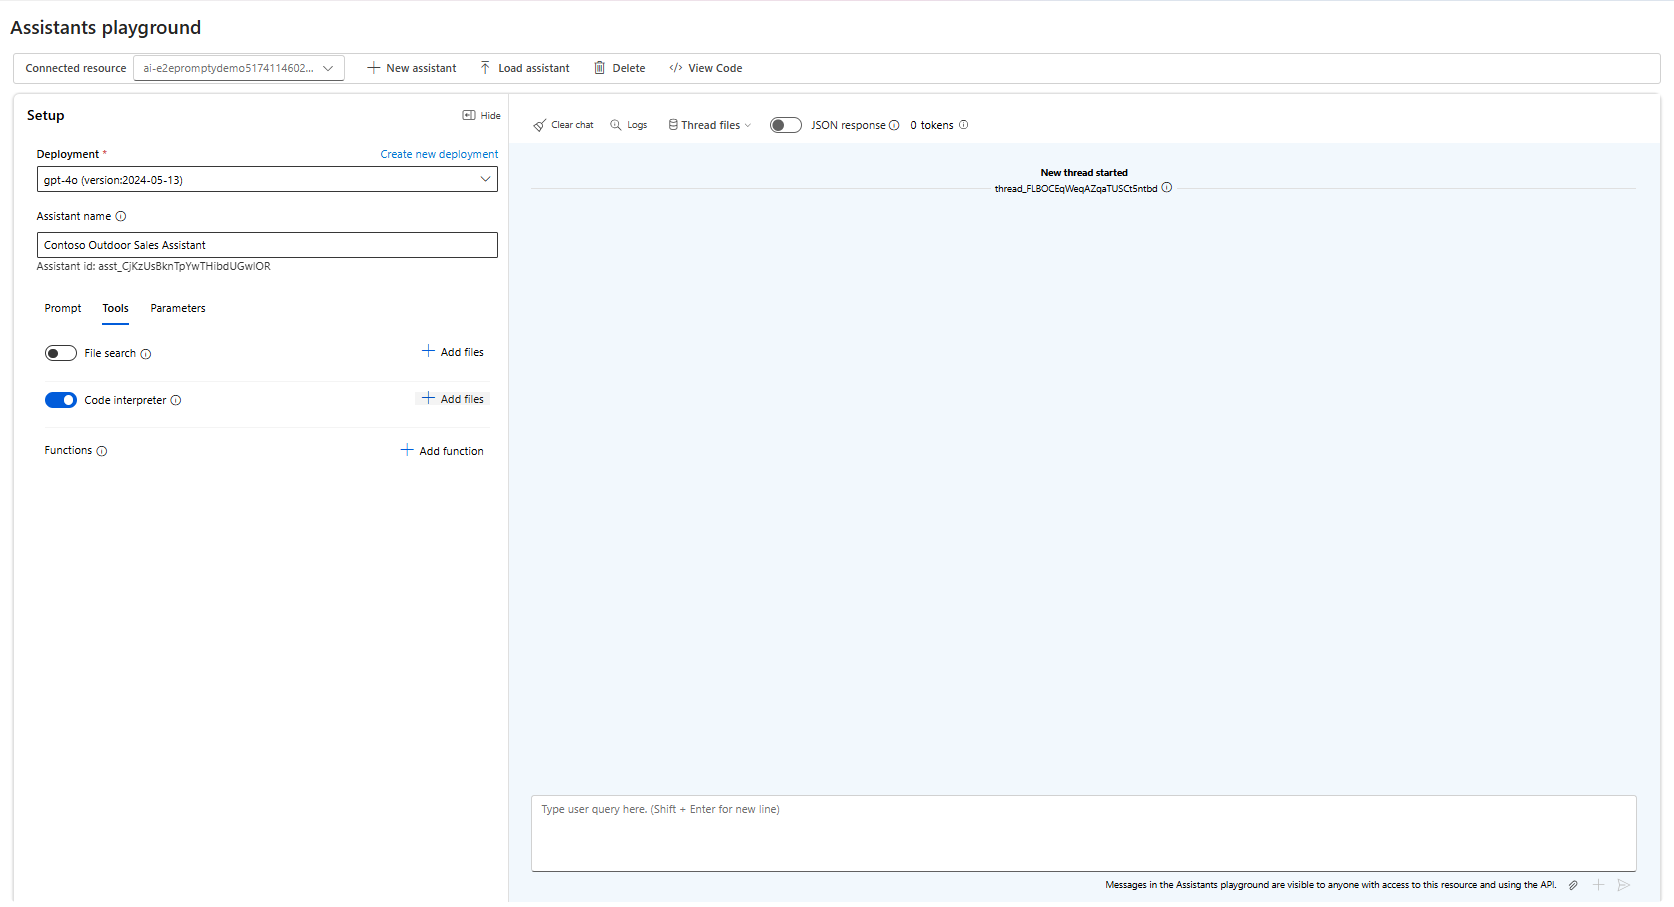 Assistants playground
Connected resource ai-e2epromptydemo5174114602... New assistant Load assistant Delete </> View Code
Setup Hide
Deployment * Create new deployment
gpt-4o (version:2024-05-13)
Assistant name
Contoso Outdoor Sales Assistant
Assistant id: asst_CjKzUsBknTpYwTHibdUGwIOR
Prompt Tools Parameters
File search Add files
Code interpreter Add files
Functions Add function
Clear chat Logs Thread files JSON response 0 tokens
New thread started
thread_FLBOCEqWeqAZqaTUSCt5ntbd
Type user query here. (Shift + Enter for new line)
Messages in the Assistants playground are visible to anyone with access to this resource and using the API.